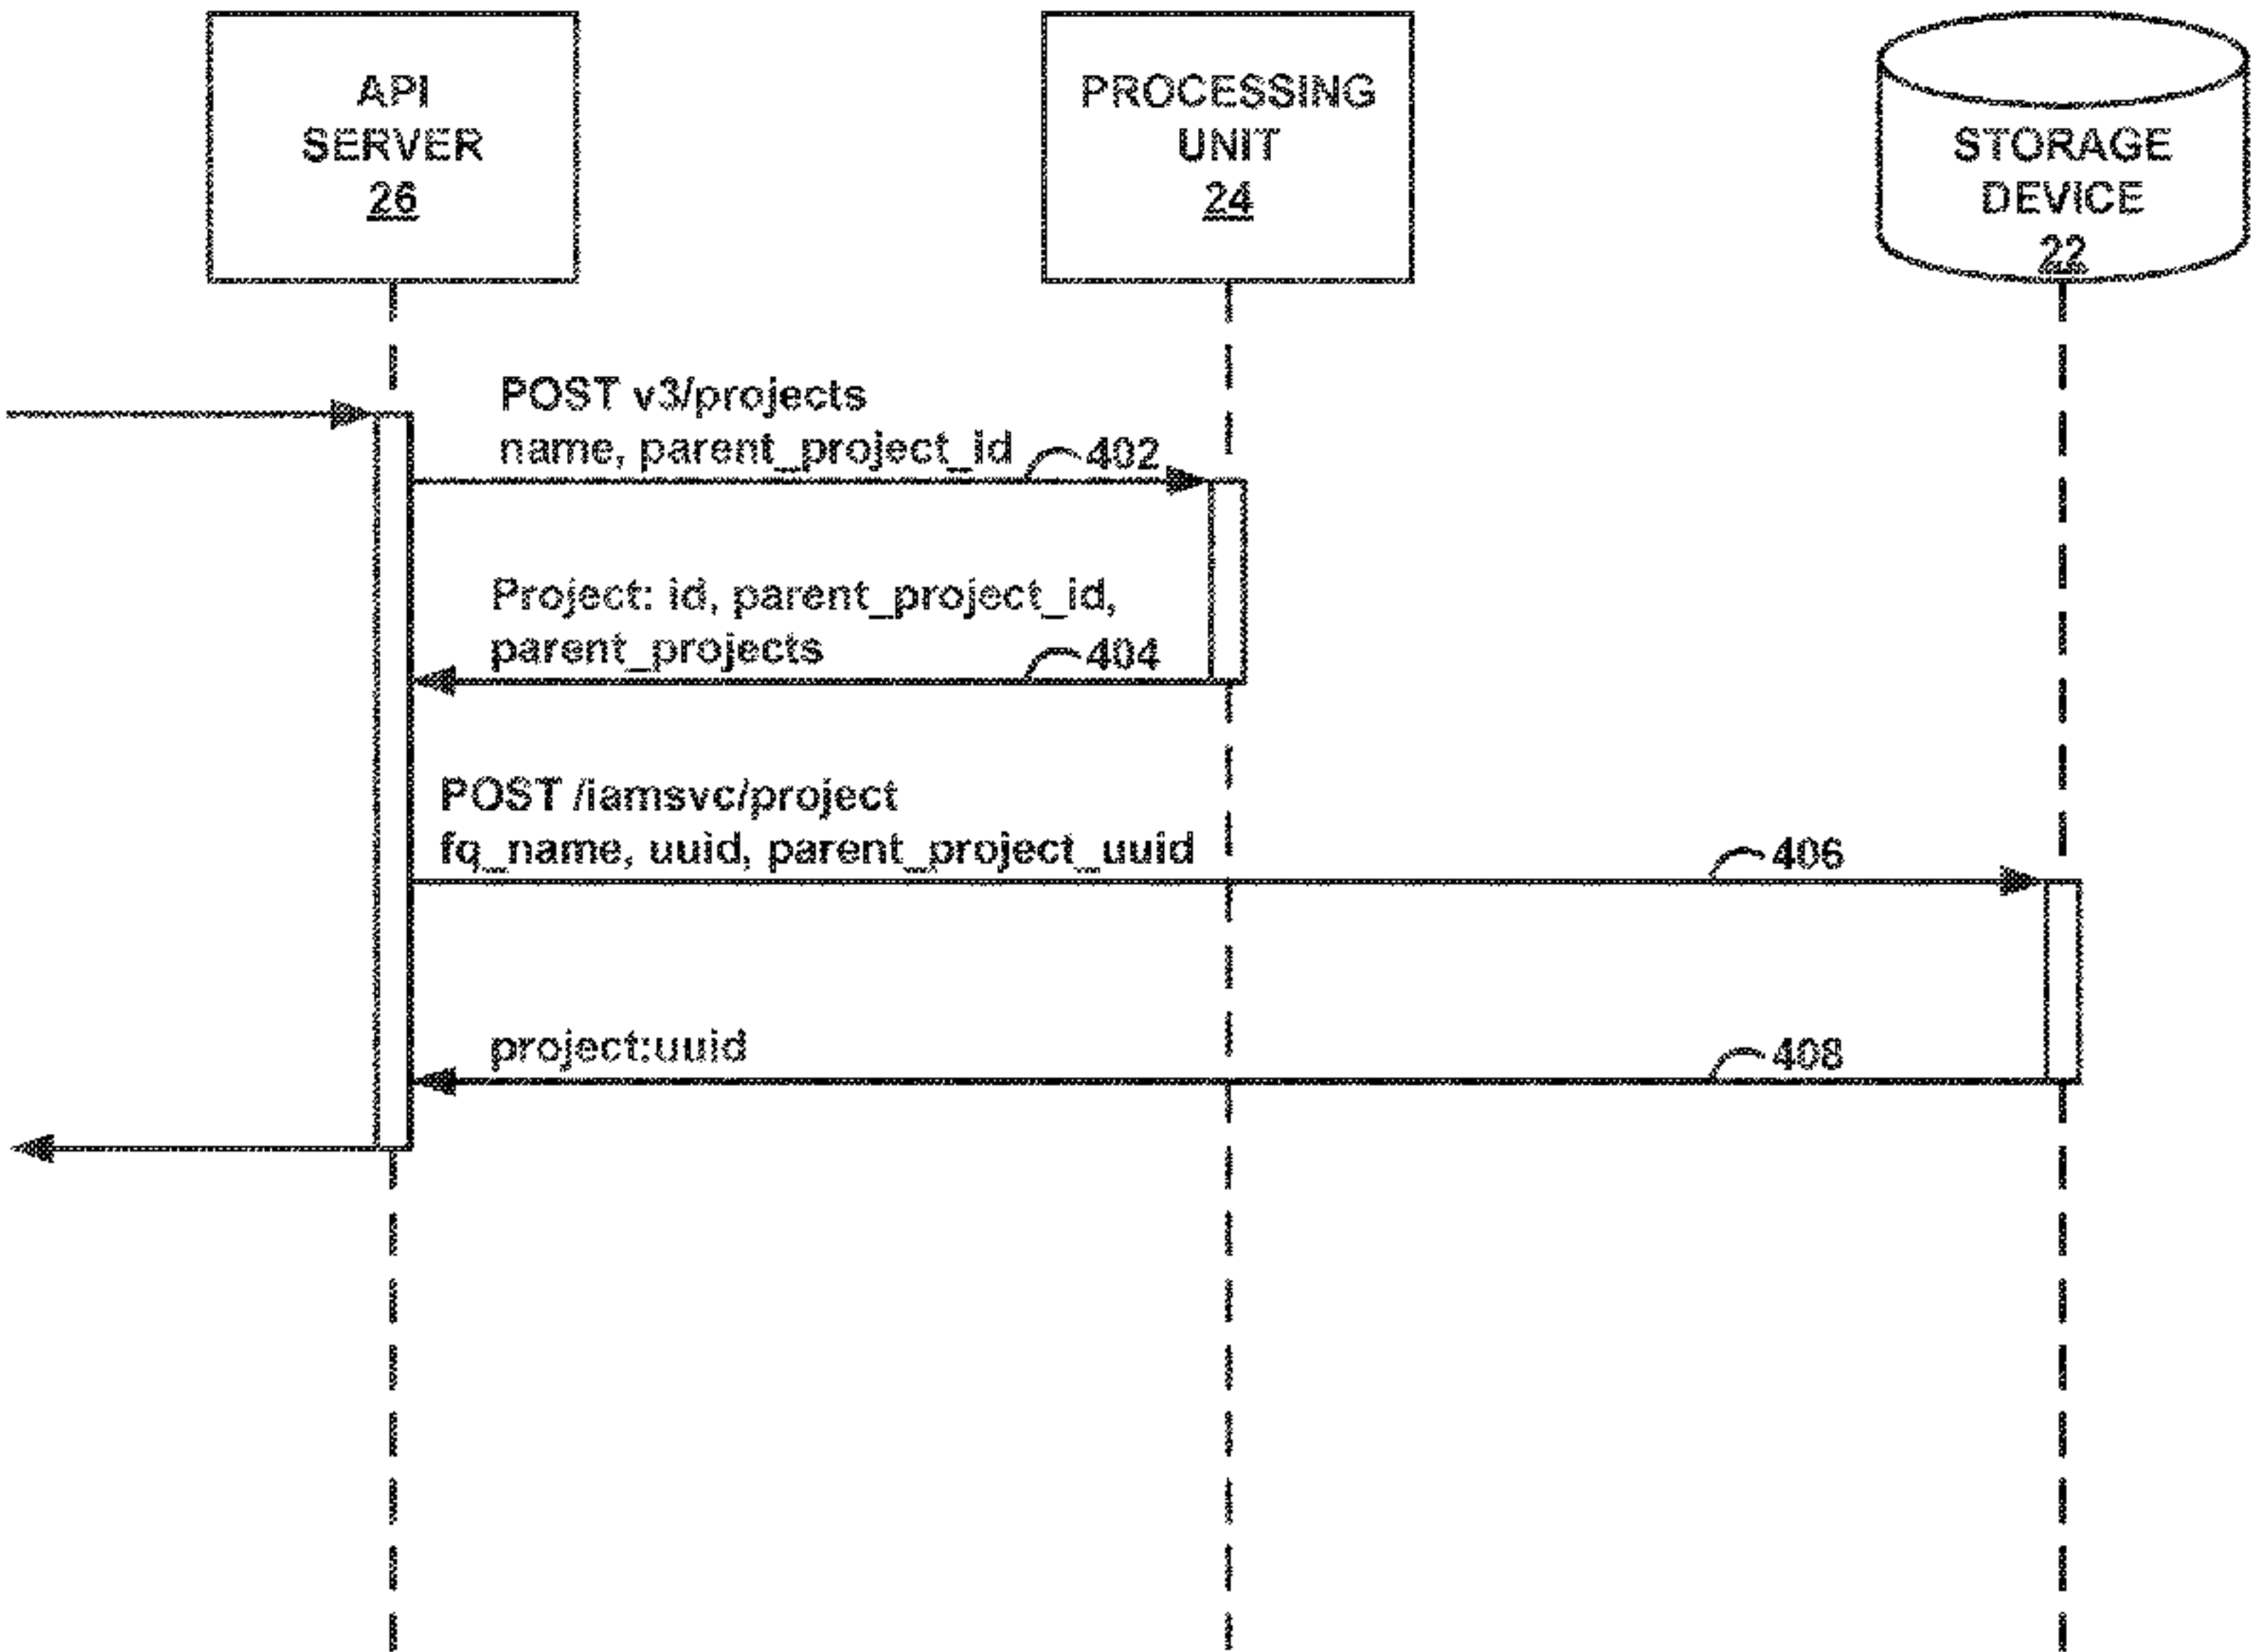 API
SERVER
26
PROCESSING
UNIT
24
STORAGE
DEVICE
22
POST v3/projects
name, parent_project_id
402
Project: id, parent_project_id,
parent_projects
404
POST /iamsvc/project
fq_name, uuid, parent_project_uuid
406
project:uuid
408